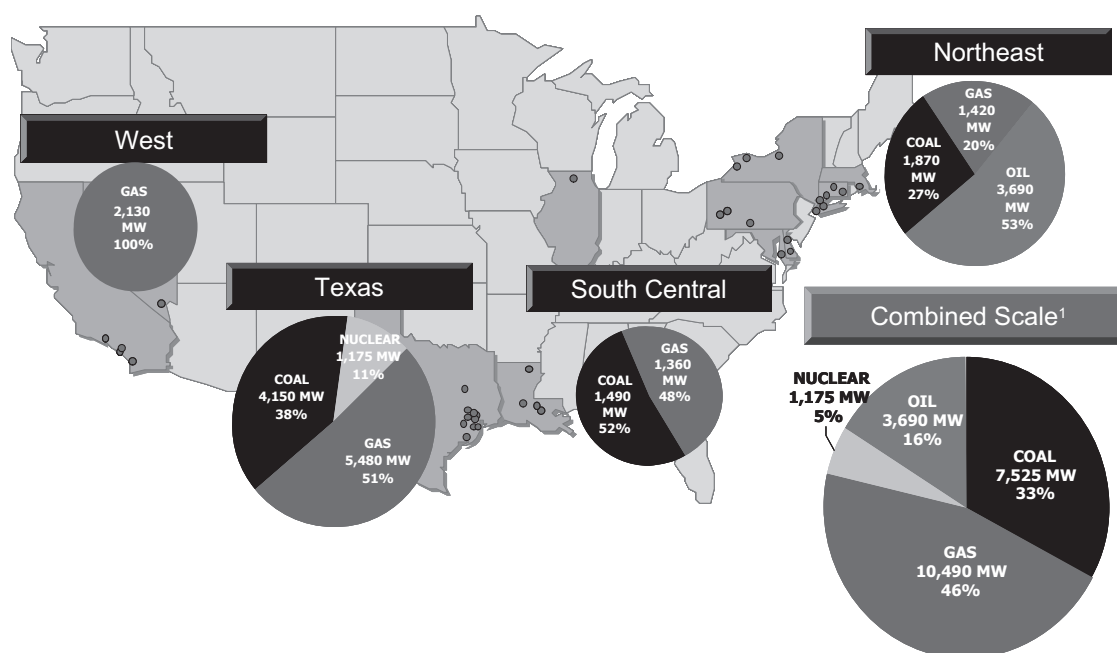 Northeast
GAS
1,420
MW
20%
COAL
1,870
MW
27%
OIL
3,690
MW
53%
West
GAS
2,130
MW
100%
Texas
NUCLEAR
1,175 MW
11%
COAL
4,150 MW
38%
GAS
5,480 MW
51%
South Central
GAS
1,360
MW
48%
COAL
1,490
MW
52%
Combined Scale¹
NUCLEAR
1,175 MW
5%
OIL
3,690 MW
16%
COAL
7,525 MW
33%
GAS
10,490 MW
46%